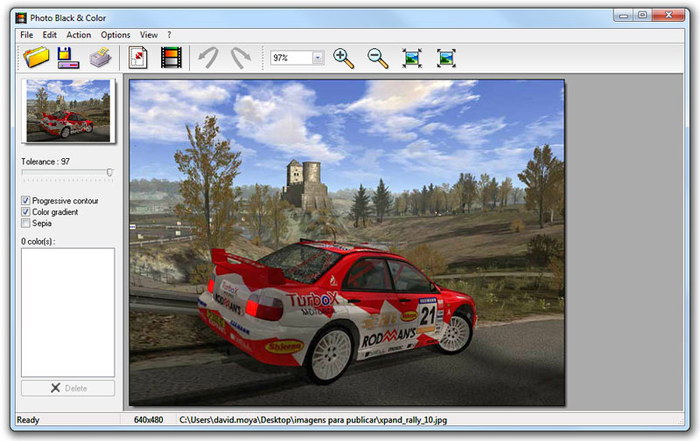 Photo Black & Color
File Edit Action Options View ?
97%
Tolerance : 97
Progressive contour
Color gradient
Sepia
0 color(s) :
Delete
TurboX
MOTOR
21
RODMAN'S
Ready 640x480 C:\Users\david.moya\Desktop\imagens para publicar\xpand_rally_10.jpg